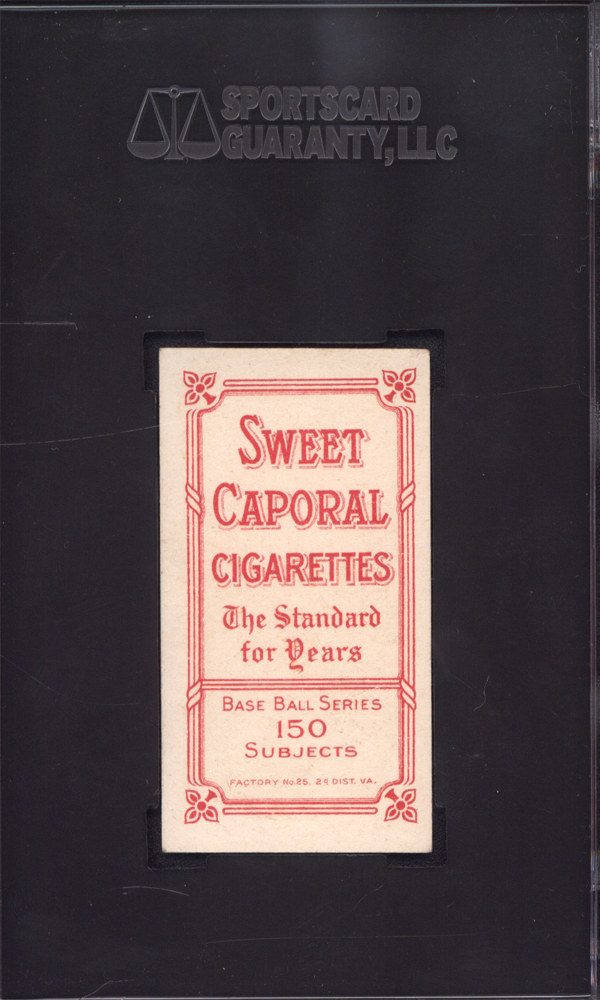 SPORTSCARD
GUARANTY, LLC
SWEET
CAPORAL
CIGARETTES
The Standard
for Years
BASE BALL SERIES
150
SUBJECTS
FACTORY No. 25, 2d DIST. VA.